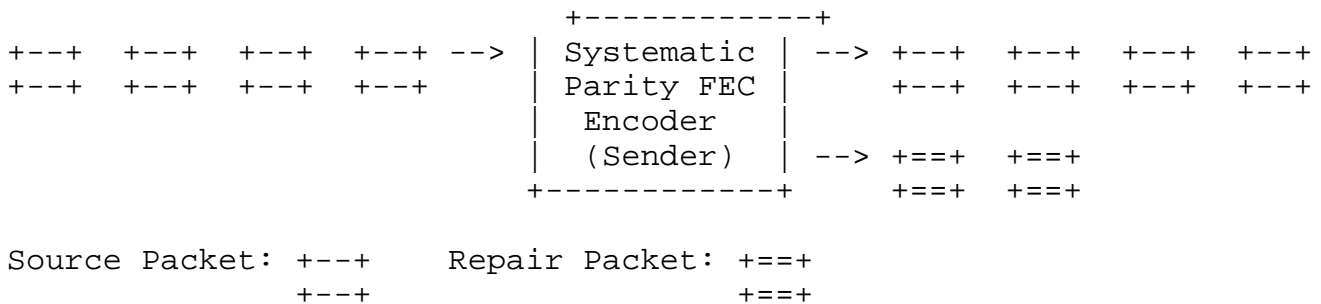 +------------+
+--+  +--+  +--+  +--+ --> | Systematic | --> +--+  +--+  +--+  +--+
+--+  +--+  +--+  +--+     | Parity FEC |     +--+  +--+  +--+  +--+
                           |  Encoder   |
                           |  (Sender)  | --> +==+  +==+
                           +------------+     +==+  +==+
Source Packet: +--+    Repair Packet: +==+
               +--+                   +==+